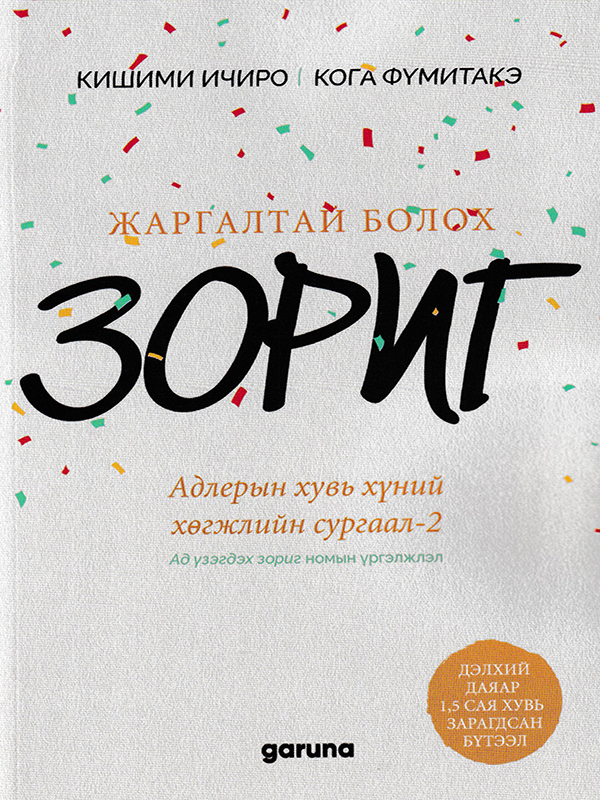 КИШИМИ ИЧИРО | КОГА ФҮМИТАКЭ
ЖАРГАЛТАЙ БОЛОХ
ЗОРИГ
Адлерын хувь хүний
хөгжлийн сургаал-2
Ад үзэгдэх зориг номын үргэлжлэл
ДЭЛХИЙ
ДАЯАР
1,5 САЯ ХУВЬ
ЗАРАГДСАН
БҮТЭЭЛ
garuna